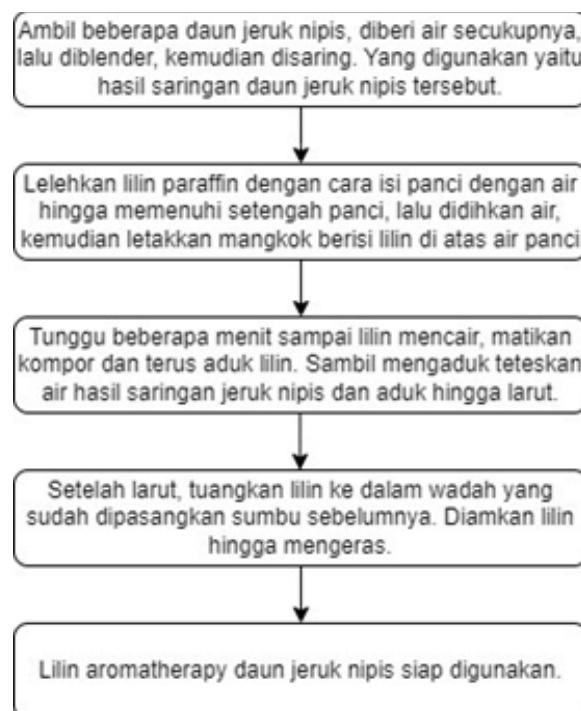 Ambil beberapa daun jeruk nipis, diberi air secukupnya,
lalu diblender, kemudian disaring. Yang digunakan yaitu
hasil saringan daun jeruk nipis tersebut.
Lelehkan lilin paraffin dengan cara isi panci dengan air
hingga memenuhi setengah panci, lalu didihkan air,
kemudian letakkan mangkok berisi lilin di atas air panci
Tunggu beberapa menit sampai lilin mencair, matikan
kompor dan terus aduk lilin. Sambil mengaduk teteskan
air hasil saringan jeruk nipis dan aduk hingga larut.
Setelah larut, tuangkan lilin ke dalam wadah yang
sudah dipasangkan sumbu sebelumnya. Diamkan lilin
hingga mengeras.
Lilin aromatherapy daun jeruk nipis siap digunakan.